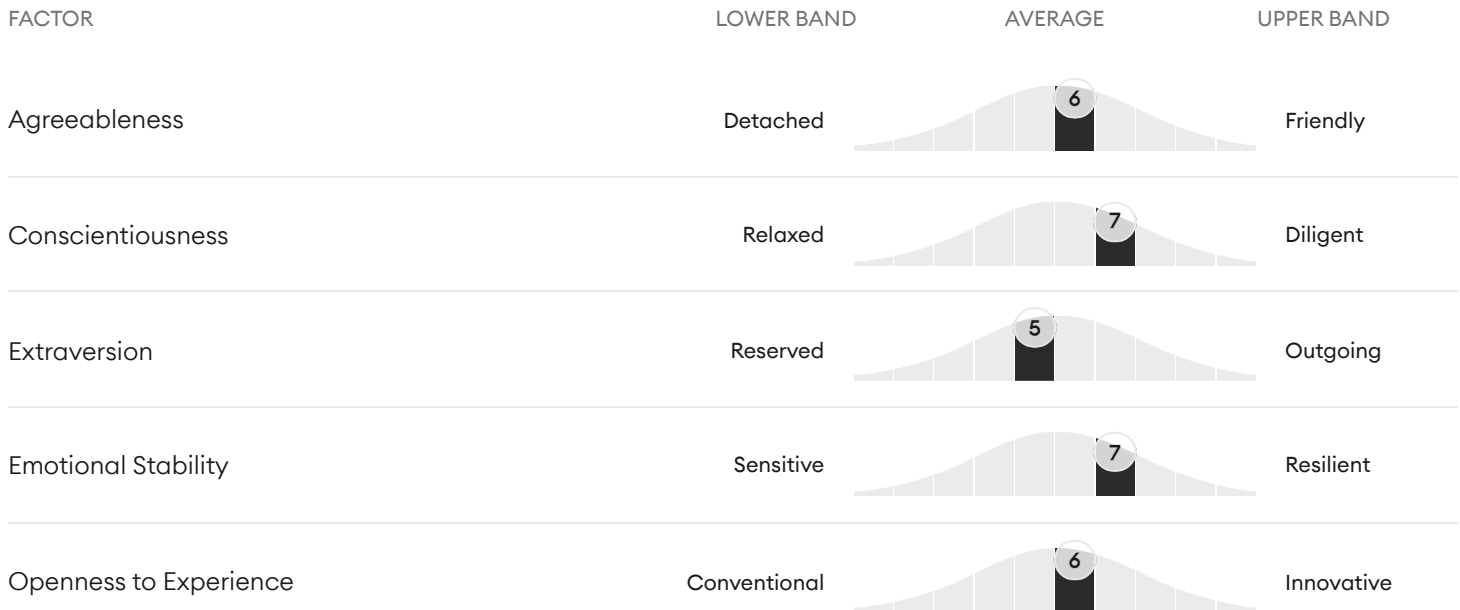 FACTOR LOWER BAND AVERAGE UPPER BAND
Agreeableness Detached 6 Friendly
Conscientiousness Relaxed 7 Diligent
Extraversion Reserved 5 Outgoing
Emotional Stability Sensitive 7 Resilient
Openness to Experience Conventional 6 Innovative